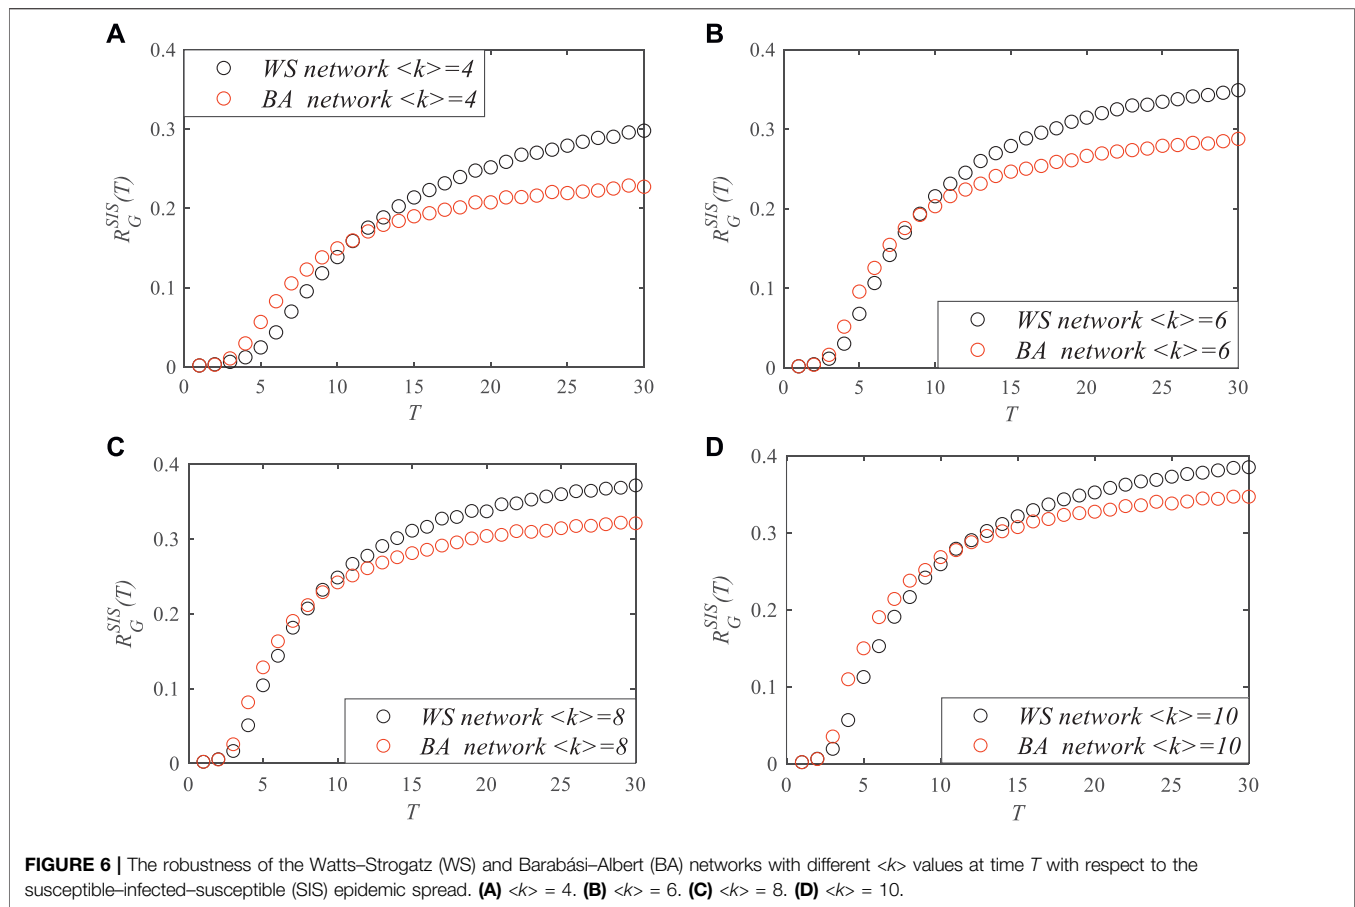 A
0.4
0.3
0.2
0.1
0
R_G^{SIS}(T)
WS network <k>=4
BA network <k>=4
0 5 10 15 20 25 30
T
B
0.4
0.3
0.2
0.1
0
R_G^{SIS}(T)
WS network <k>=6
BA network <k>=6
0 5 10 15 20 25 30
T
C
0.4
0.3
0.2
0.1
0
R_G^{SIS}(T)
WS network <k>=8
BA network <k>=8
0 5 10 15 20 25 30
T
D
0.4
0.3
0.2
0.1
0
R_G^{SIS}(T)
WS network <k>=10
BA network <k>=10
0 5 10 15 20 25 30
T
FIGURE 6 | The robustness of the Watts–Strogatz (WS) and Barabási–Albert (BA) networks with different <k> values at time T with respect to the
susceptible–infected–susceptible (SIS) epidemic spread. (A) <k> = 4. (B) <k> = 6. (C) <k> = 8. (D) <k> = 10.